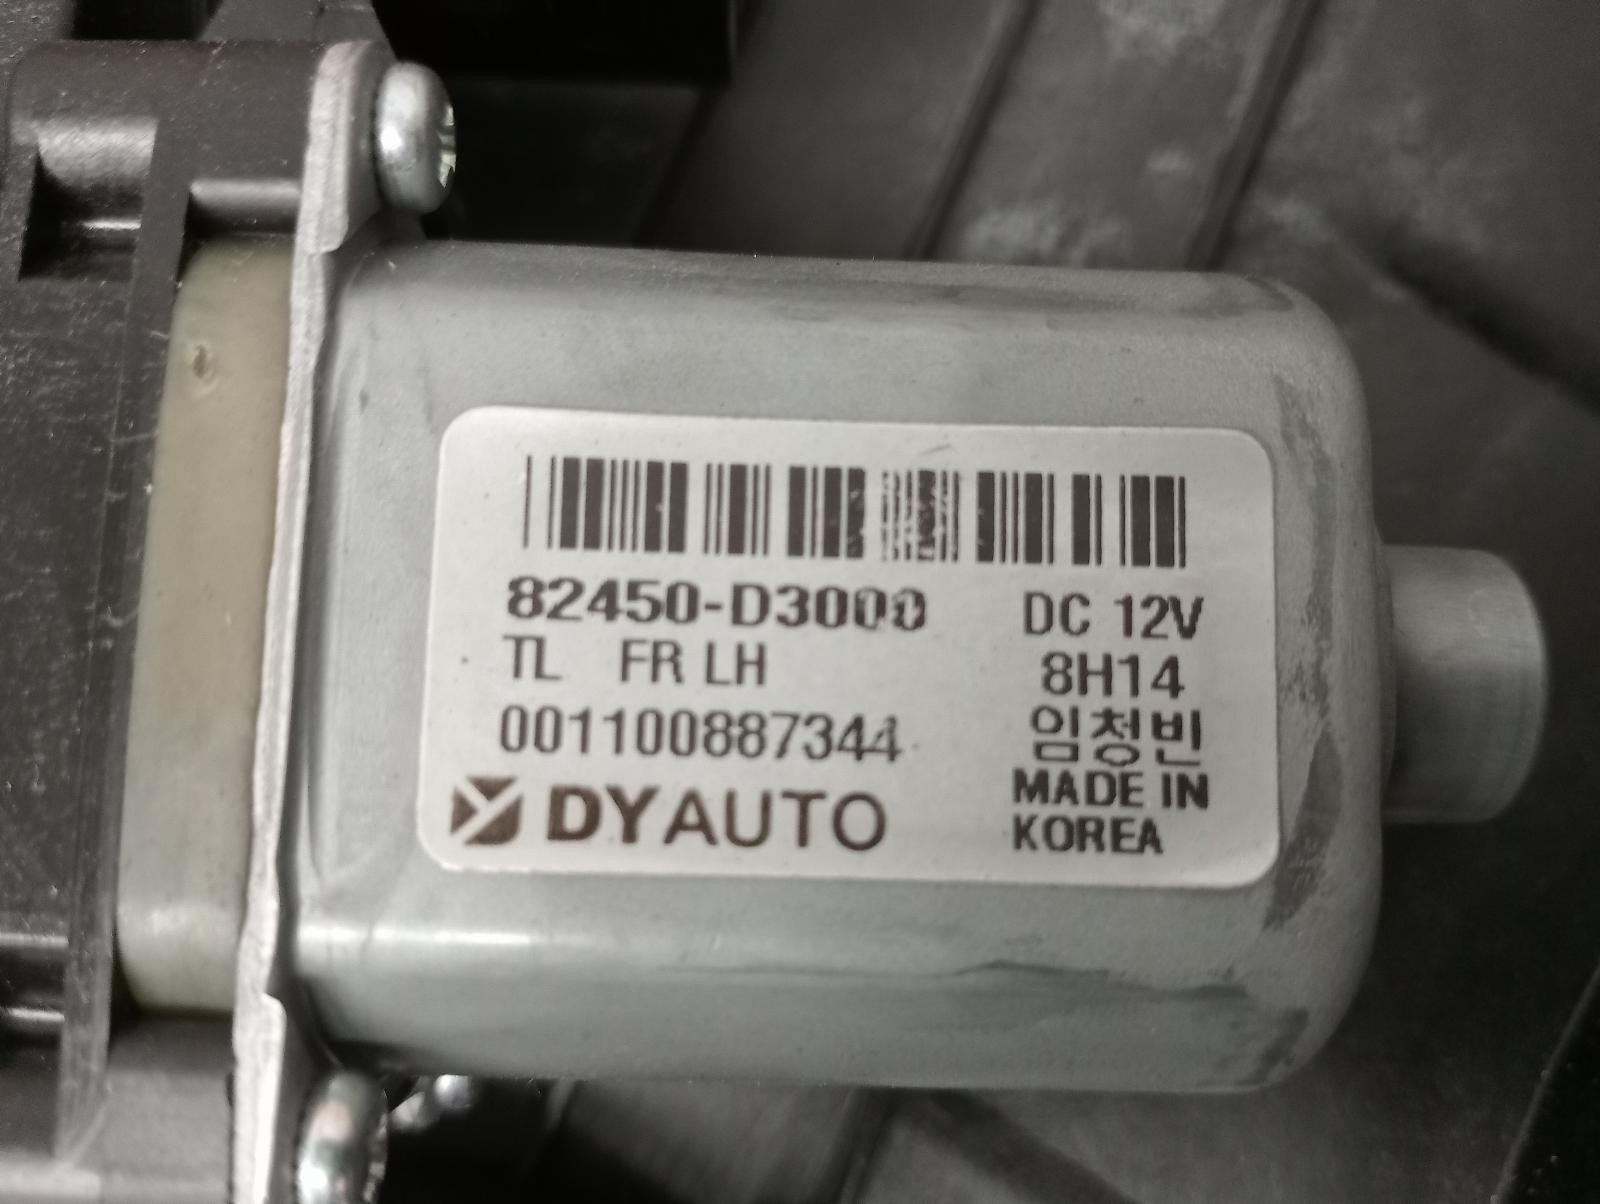 82450-D3000 DC 12V
TL FR LH 8H14
001100887344 임청빈
DYAUTO MADE IN
KOREA